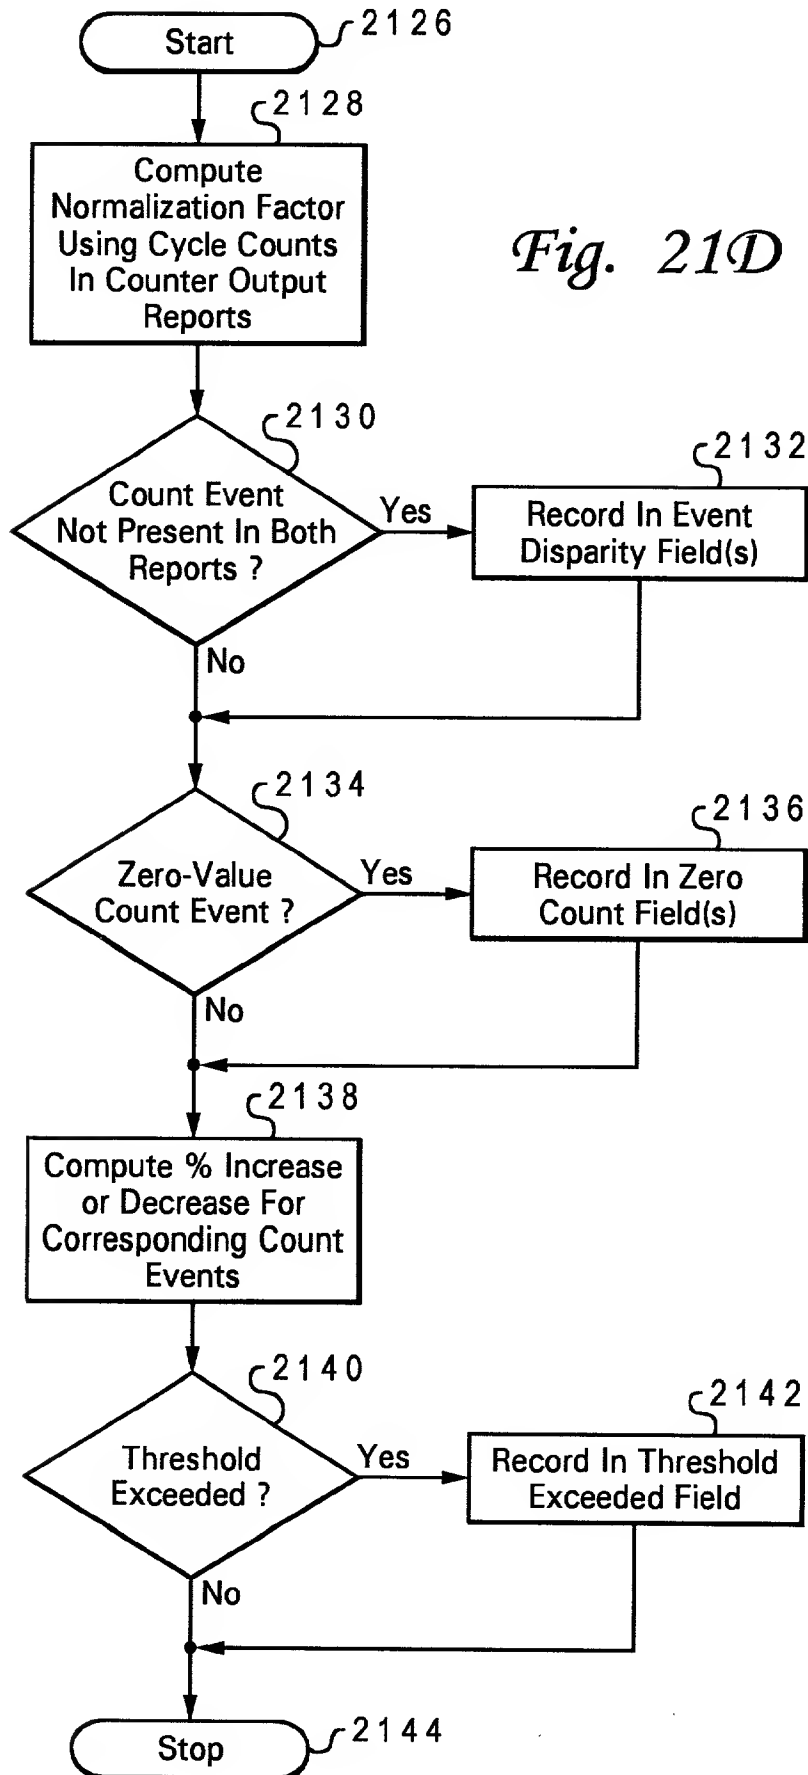 Start
2126
2128
Compute
Normalization Factor
Using Cycle Counts
In Counter Output
Reports
Fig. 21D
2130
Count Event
Not Present In Both
Reports ?
Yes
2132
Record In Event
Disparity Field(s)
No
2134
Zero-Value
Count Event ?
Yes
2136
Record In Zero
Count Field(s)
No
2138
Compute % Increase
or Decrease For
Corresponding Count
Events
2140
Threshold
Exceeded ?
Yes
2142
Record In Threshold
Exceeded Field
No
Stop
2144